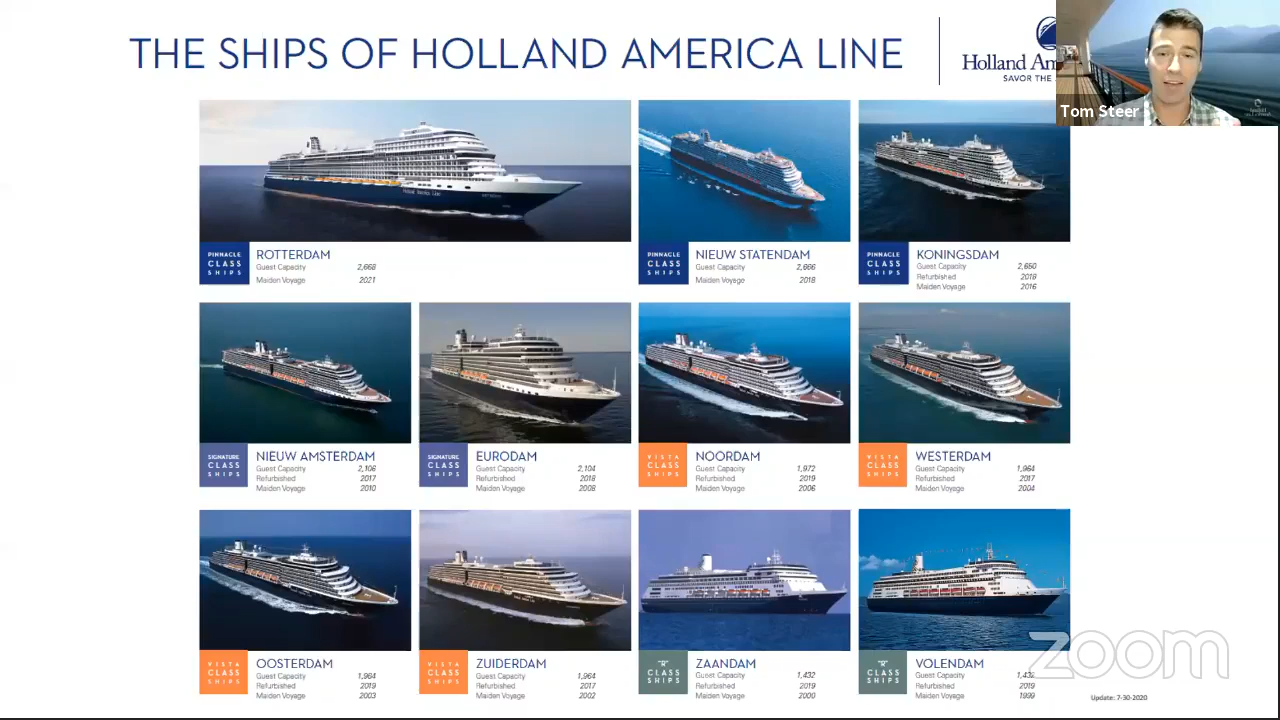 THE SHIPS OF HOLLAND AMERICA LINE
Holland Am
SAVOR THE
Tom Steer
PINNACLE
CLASS
SHIPS
ROTTERDAM
Guest Capacity 2,668
Maiden Voyage 2021
PINNACLE
CLASS
SHIPS
NIEUW STATENDAM
Guest Capacity 2,666
Maiden Voyage 2018
PINNACLE
CLASS
SHIPS
KONINGSDAM
Guest Capacity 2,650
Refurbished 2018
Maiden Voyage 2016
SIGNATURE
CLASS
SHIPS
NIEUW AMSTERDAM
Guest Capacity 2,106
Refurbished 2017
Maiden Voyage 2010
SIGNATURE
CLASS
SHIPS
EURODAM
Guest Capacity 2,104
Refurbished 2018
Maiden Voyage 2008
VISTA
CLASS
SHIPS
NOORDAM
Guest Capacity 1,972
Refurbished 2019
Maiden Voyage 2006
VISTA
CLASS
SHIPS
WESTERDAM
Guest Capacity 1,964
Refurbished 2017
Maiden Voyage 2004
VISTA
CLASS
SHIPS
OOSTERDAM
Guest Capacity 1,964
Refurbished 2019
Maiden Voyage 2003
VISTA
CLASS
SHIPS
ZUIDERDAM
Guest Capacity 1,964
Refurbished 2017
Maiden Voyage 2002
"R"
CLASS
SHIPS
ZAANDAM
Guest Capacity 1,432
Refurbished 2019
Maiden Voyage 2000
"R"
CLASS
SHIPS
VOLENDAM
Guest Capacity
Refurbished 2019
Maiden Voyage 1999
zoom
Update: 7-30-2020